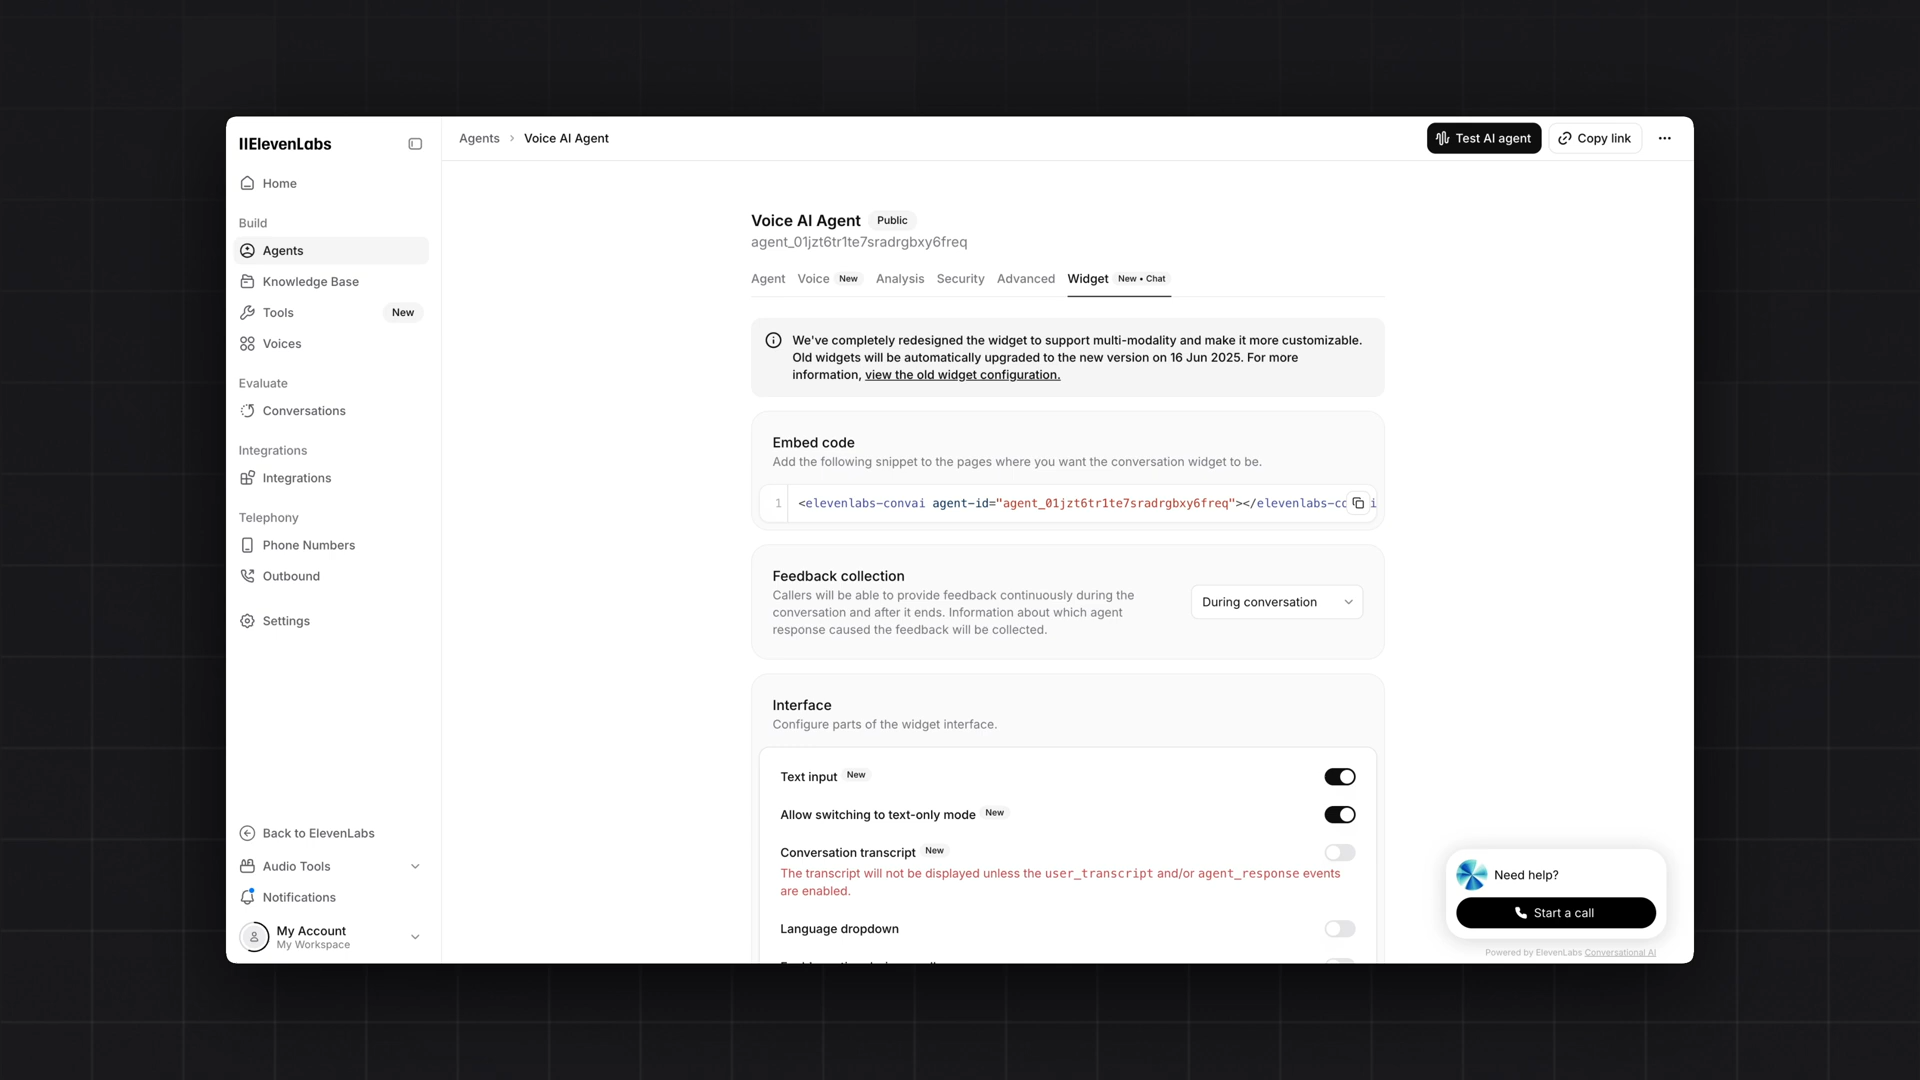 IIElevenLabs
Home
Build
Agents
Knowledge Base
Tools New
Voices
Evaluate
Conversations
Integrations
Integrations
Telephony
Phone Numbers
Outbound
Settings
Back to ElevenLabs
Audio Tools
Notifications
My Account
My Workspace
Agents › Voice AI Agent
Test AI agent
Copy link
Voice AI Agent Public
agent_01jzt6tr1te7sradrgbxy6freq
Agent Voice New Analysis Security Advanced Widget New • Chat
We've completely redesigned the widget to support multi-modality and make it more customizable.
Old widgets will be automatically upgraded to the new version on 16 Jun 2025. For more
information, view the old widget configuration.
Embed code
Add the following snippet to the pages where you want the conversation widget to be.
1 <elevenlabs-convai agent-id="agent_01jzt6tr1te7sradrgbxy6freq"></elevenlabs-co i
Feedback collection
Callers will be able to provide feedback continuously during the
conversation and after it ends. Information about which agent
response caused the feedback will be collected.
During conversation
Interface
Configure parts of the widget interface.
Text input New
Allow switching to text-only mode New
Conversation transcript New
The transcript will not be displayed unless the user_transcript and/or agent_response events
are enabled.
Language dropdown
Need help?
Start a call
Powered by ElevenLabs Conversational AI